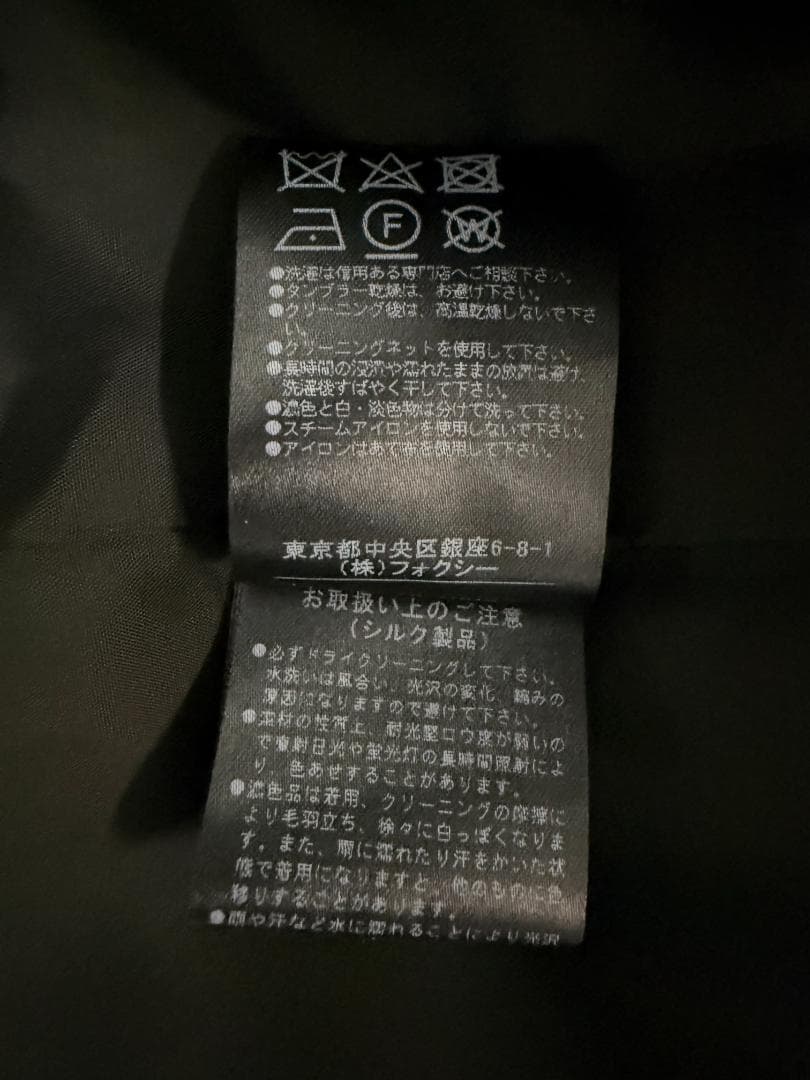 F
W
●洗濯は信用ある専門店へご相談下さい。
●タンブラー乾燥は、お避け下さい。
●クリーニング後は、高温乾燥しないで下さ
い。
●クリーニングネットを使用して下さい。
●長時間の浸漬や濡れたままの放置は避け、
洗濯後すばやく干して下さい。
●濃色と白・淡色物は分けて洗って下さい。
●スチームアイロンを使用しないで下さい。
●アイロンはあて布を使用して下さい。
東京都中央区銀座6-8-1
(株)フォクシー
お取扱い上のご注意
(シルク製品)
●必ずドライクリーニングして下さい。
水洗いは風合い、光沢の変化、縮みの
原因になりますので避けて下さい。
●素材の性質上、耐光堅ロウ度が弱いの
で直射日光や蛍光灯の長時間照射によ
り、色あせすることがあります。
●濃色品は着用、クリーニングの摩擦に
より毛羽立ち、徐々に白っぽくなりま
す。また、雨に濡れたり汗をかいた状
態で着用になりますと、他のものに色
移りすることがあります。
●雨や汗など水に濡れることにより光沢